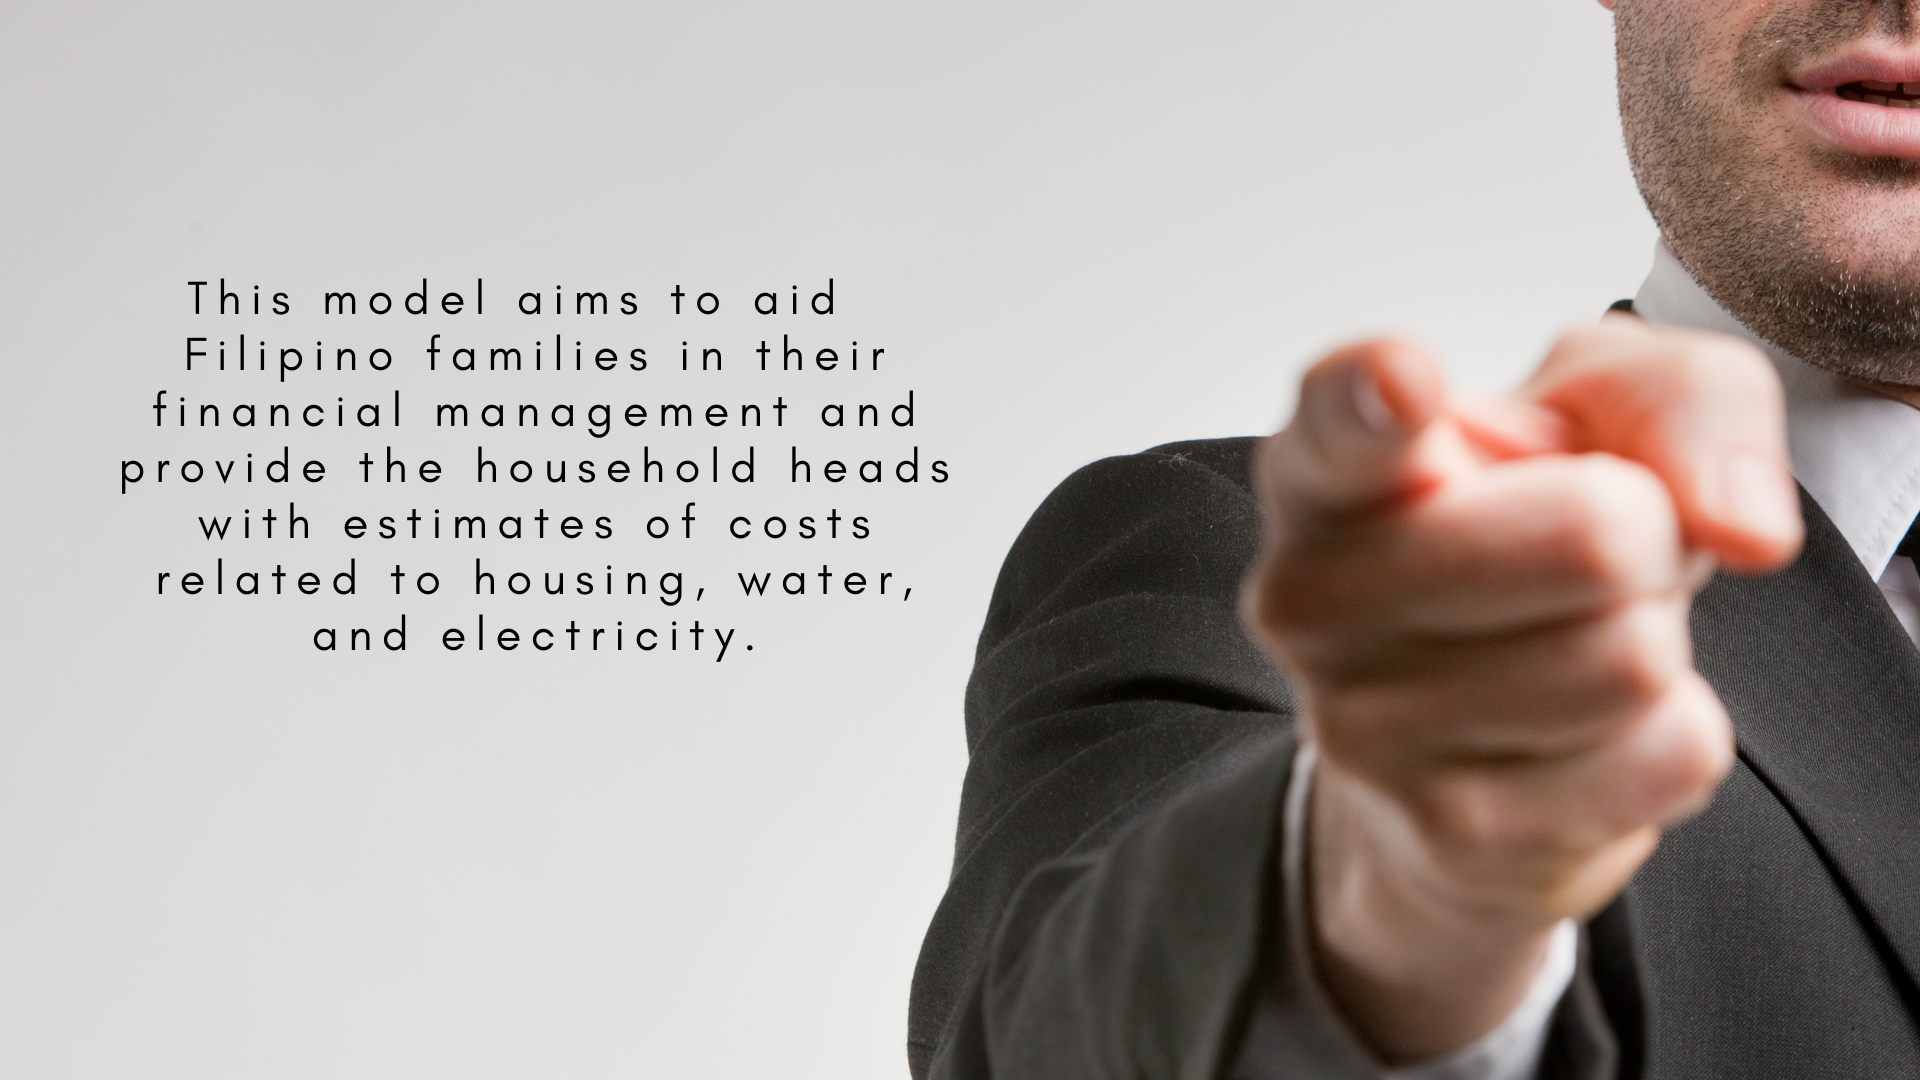 This model aims to aid
Filipino families in their
financial management and
provide the household heads
with estimates of costs
related to housing, water,
and electricity.